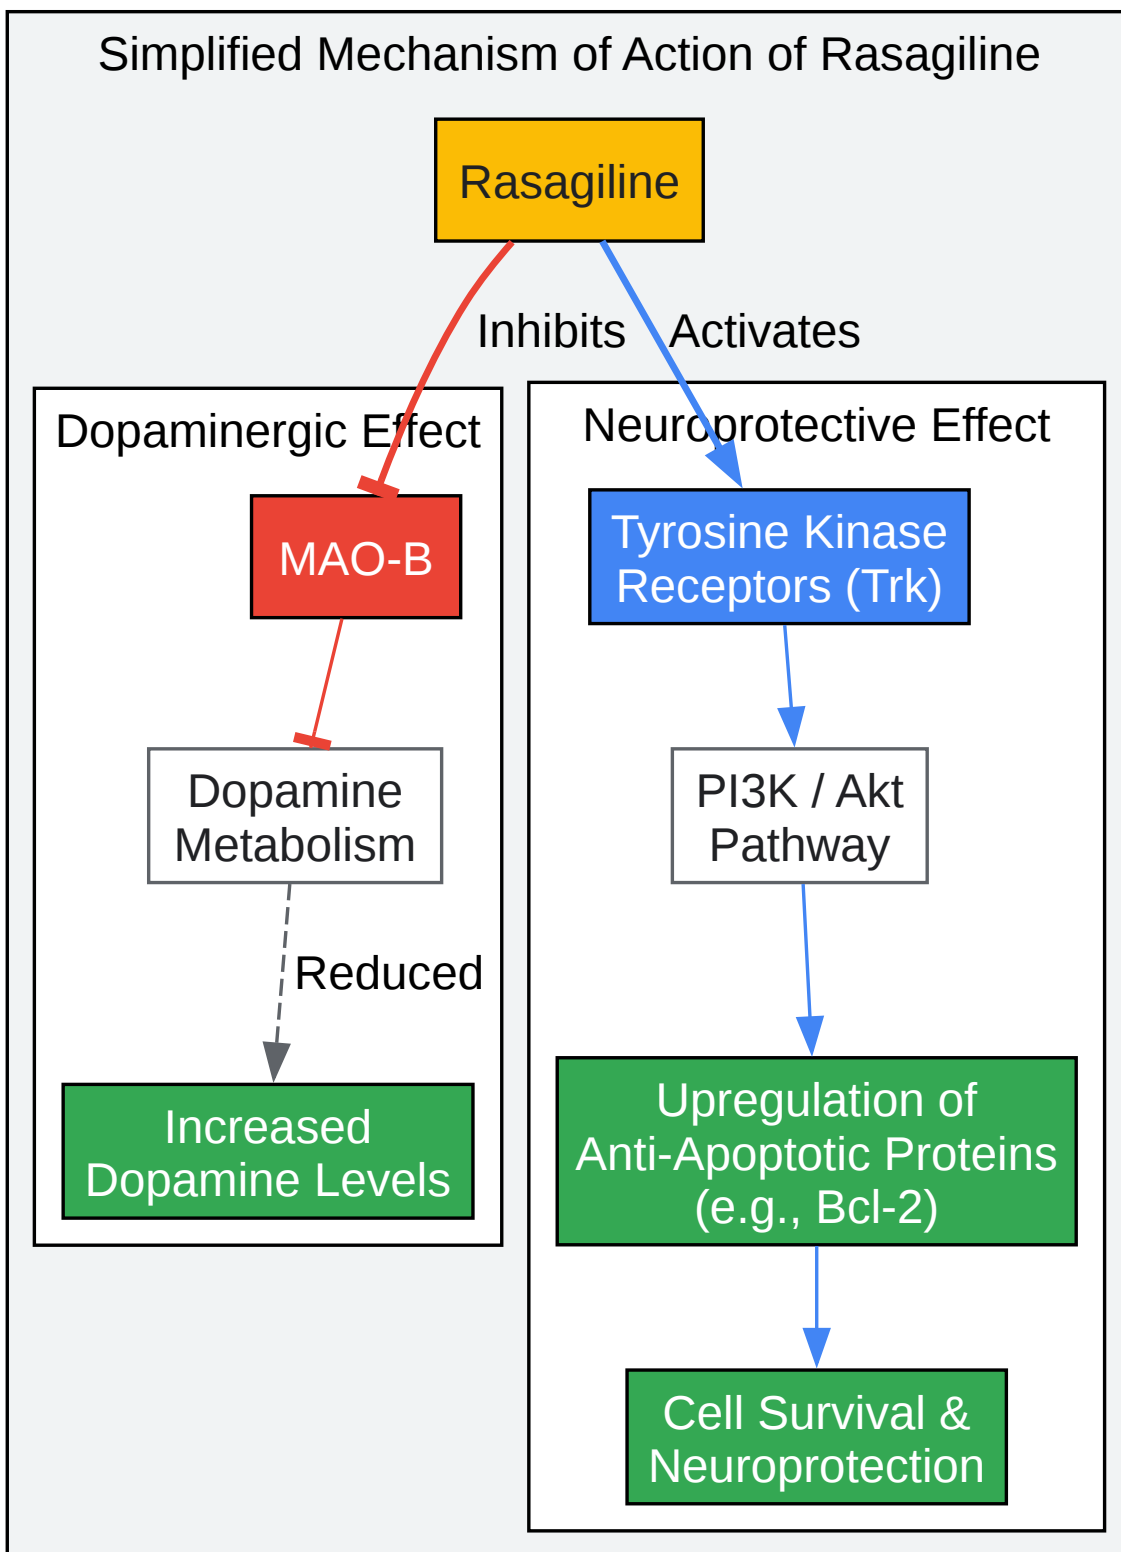 Simplified Mechanism of Action of Rasagiline
Rasagiline
Inhibits
Activates
Dopaminergic Effect
MAO-B
Dopamine
Metabolism
Reduced
Increased
Dopamine Levels
Neuroprotective Effect
Tyrosine Kinase
Receptors (Trk)
PI3K / Akt
Pathway
Upregulation of
Anti-Apoptotic Proteins
(e.g., Bcl-2)
Cell Survival &
Neuroprotection